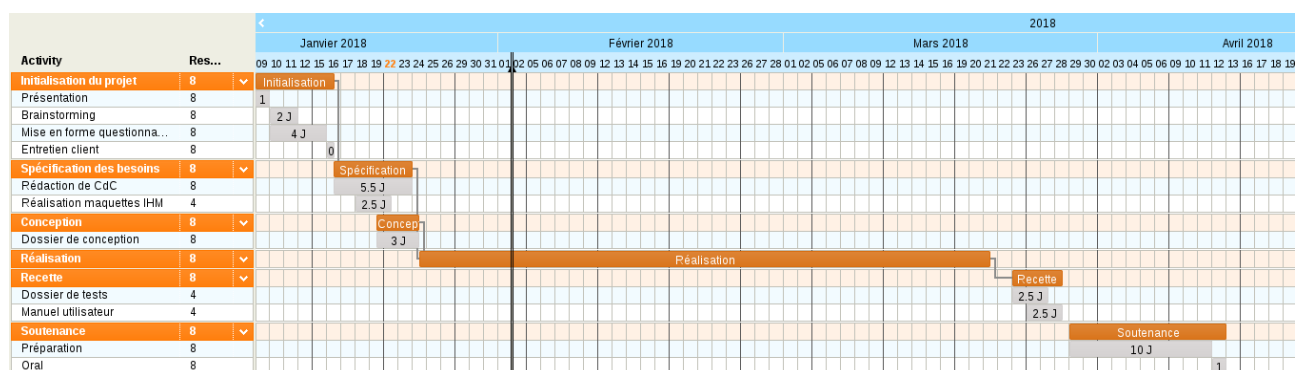 2018
Janvier 2018 Février 2018 Mars 2018 Avril 2018
Activity Res... 09 10 11 12 15 16 17 18 19 22 23 24 25 26 29 30 31 01 02 05 06 07 08 09 12 13 14 15 16 19 20 21 22 23 26 27 28 01 02 05 06 07 08 09 12 13 14 15 16 19 20 21 22 23 26 27 28 29 30 02 03 04 05 06 09 10 11 12 13 16 17 18 19
Initialisation du projet 8 Initialisation
Présentation 8 1
Brainstorming 8 2 J
Mise en forme questionna... 8 4 J
Entretien client 8 0
Spécification des besoins 8 Spécification
Rédaction de CdC 8 5.5 J
Réalisation maquettes IHM 4 2.5 J
Conception 8 Concep
Dossier de conception 8 3 J
Réalisation 8 Réalisation
Recette 8 Recette
Dossier de tests 4 2.5 J
Manuel utilisateur 4 2.5 J
Soutenance 8 Soutenance
Préparation 8 10 J
Oral 8 1